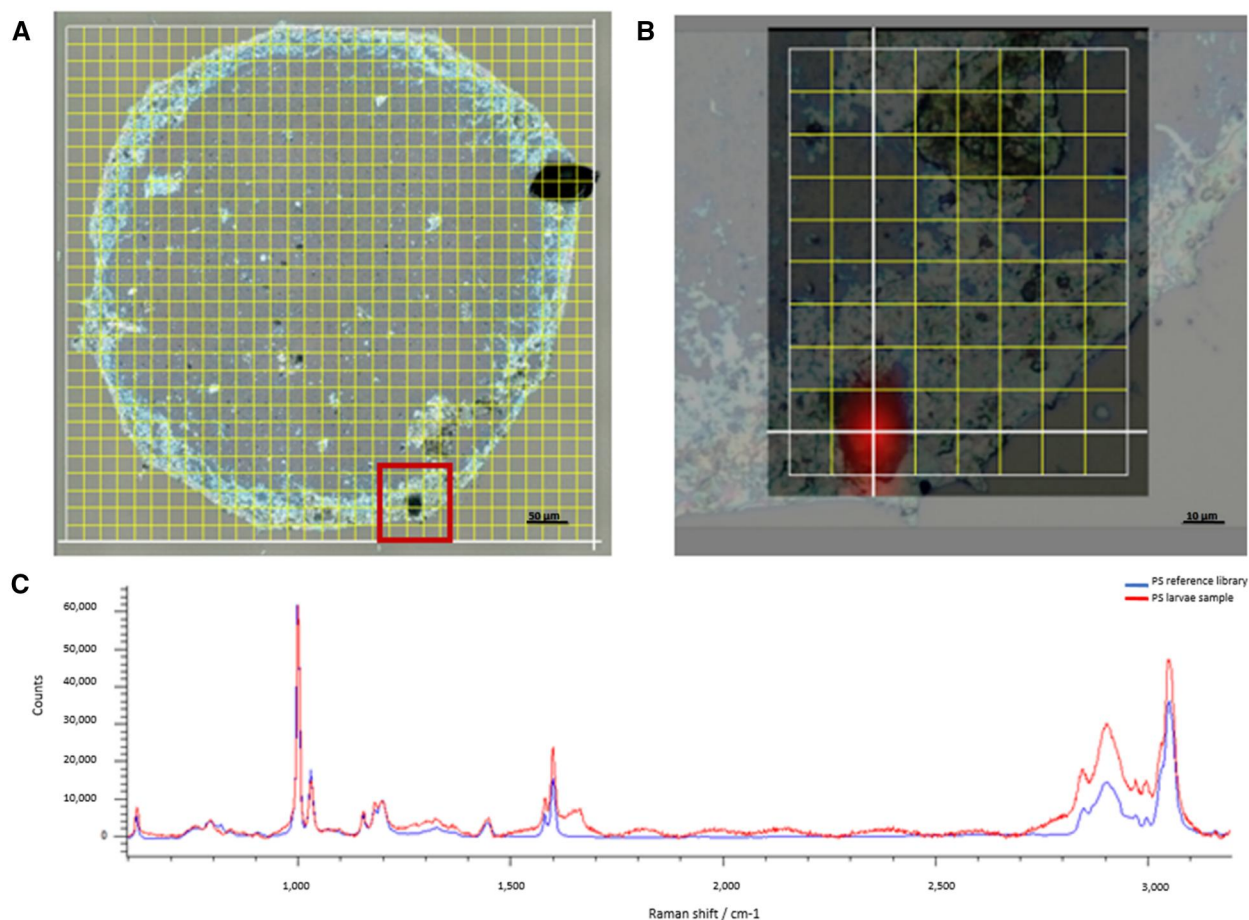 A
B
50 µm
10 µm
C
PS reference library
PS larvae sample
60,000
50,000
40,000
30,000
20,000
10,000
0
Counts
1,000
1,500
2,000
2,500
3,000
Raman shift / cm-1